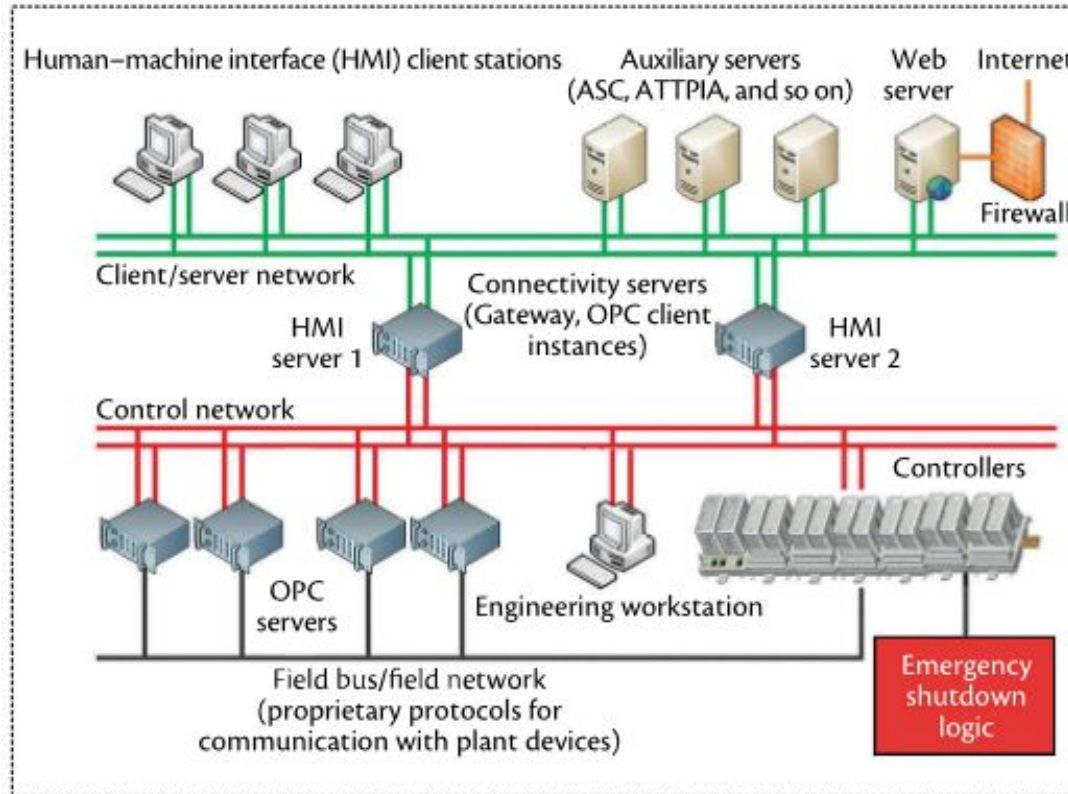 Human–machine interface (HMI) client stations
Auxiliary servers
(ASC, ATTPIA, and so on)
Web
server
Internet
Firewall
Client/server network
Connectivity servers
(Gateway, OPC client
instances)
HMI
server 1
HMI
server 2
Control network
Controllers
OPC
servers
Engineering workstation
Field bus/field network
(proprietary protocols for
communication with plant devices)
Emergency
shutdown
logic